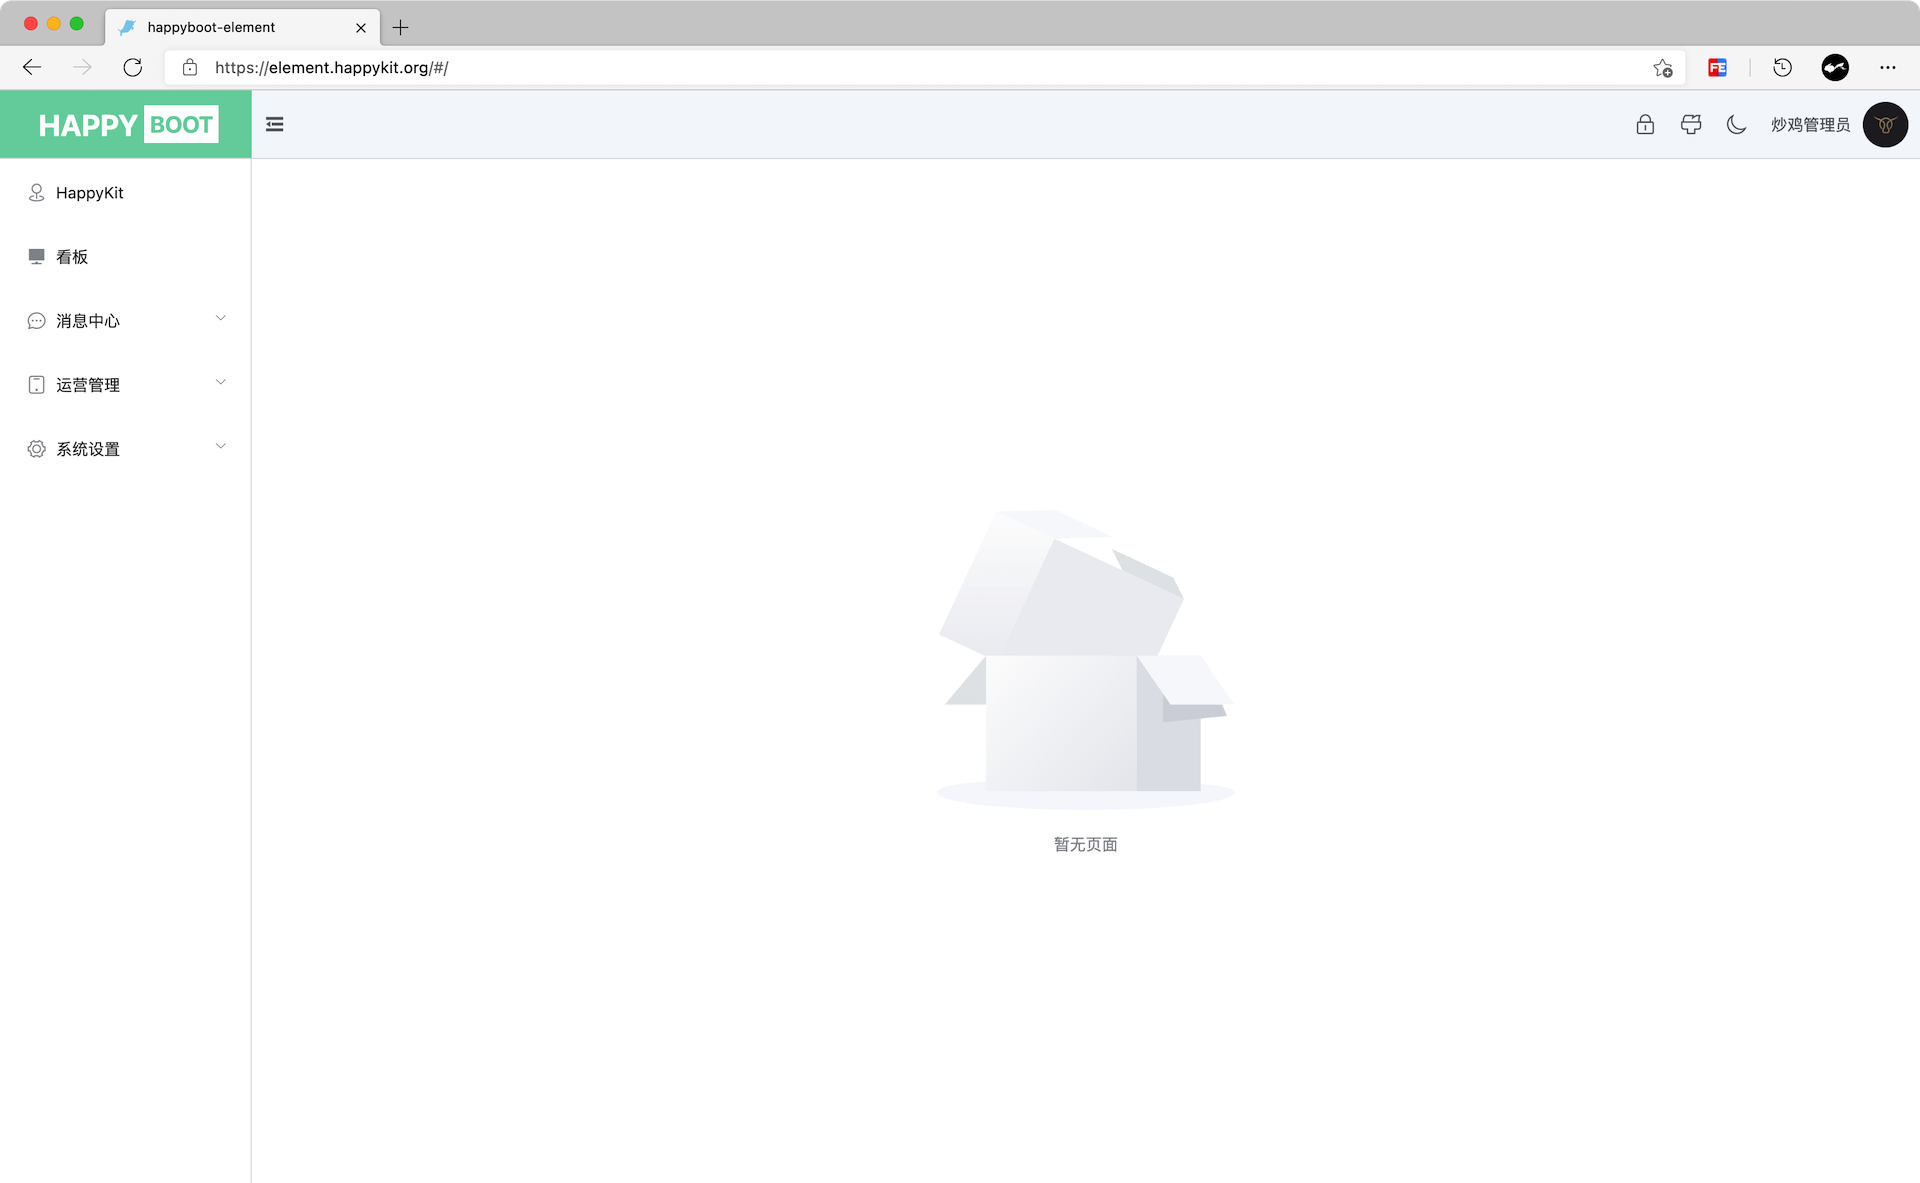 happyboot-element
https://element.happykit.org/#/
FE
HAPPY BOOT
炒鸡管理员
HappyKit
看板
消息中心
运营管理
系统设置
暂无页面